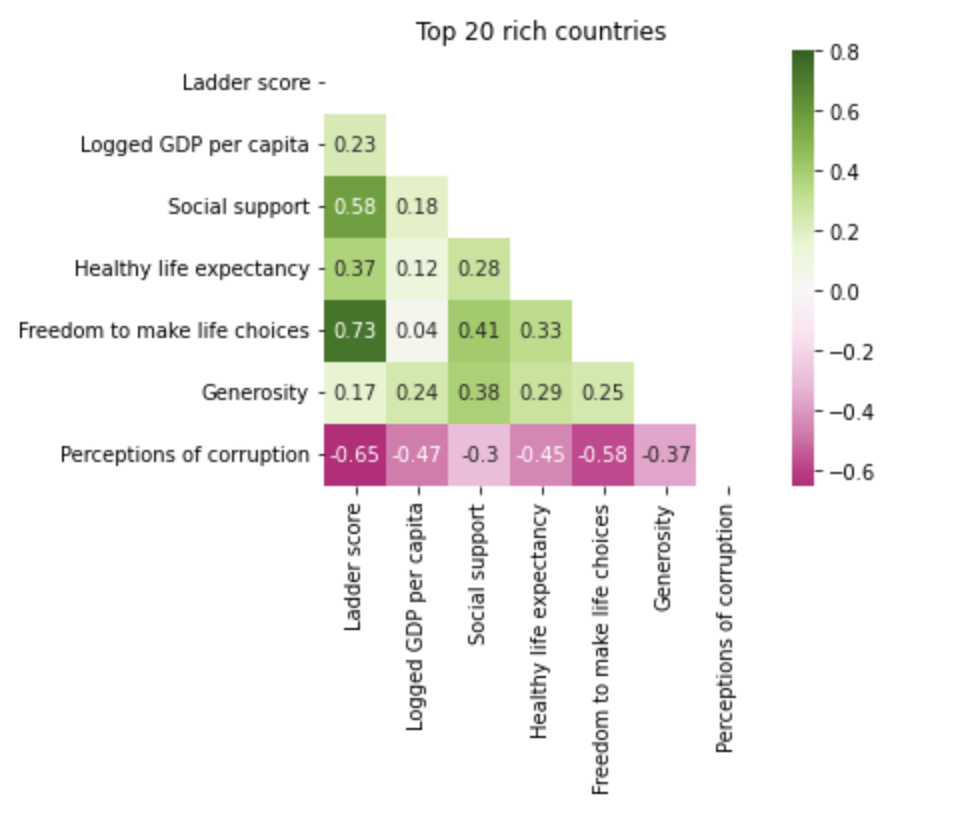 Top 20 rich countries
Ladder score
Logged GDP per capita 0.23
Social support 0.58 0.18
Healthy life expectancy 0.37 0.12 0.28
Freedom to make life choices 0.73 0.04 0.41 0.33
Generosity 0.17 0.24 0.38 0.29 0.25
Perceptions of corruption -0.65 -0.47 -0.3 -0.45 -0.58 -0.37
Ladder score
Logged GDP per capita
Social support
Healthy life expectancy
Freedom to make life choices
Generosity
Perceptions of corruption
0.8
0.6
0.4
0.2
0.0
−0.2
−0.4
−0.6